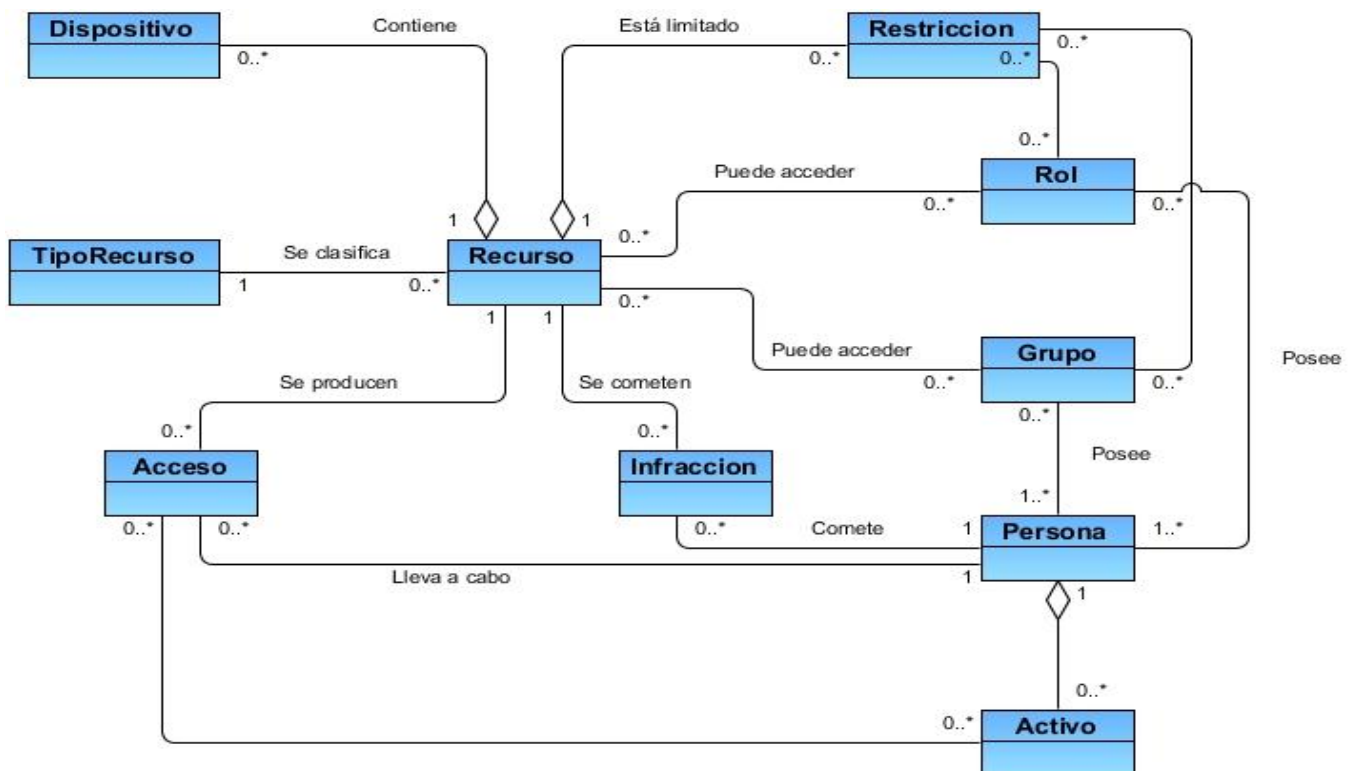 Dispositivo
Contiene
Está limitado
Restriccion
0..*
0..*
0..*
0..*
0..*
Puede acceder
Rol
0..*
0..*
1
1
0..*
TipoRecurso
Se clasifica
Recurso
1
0..*
0..*
1
1
Puede acceder
Grupo
Posee
Se producen
Se cometen
0..*
0..*
0..*
0..*
0..*
Posee
Acceso
Infraccion
1..*
0..*
0..*
0..*
Comete
1
Persona
1..*
Lleva a cabo
1
1
0..*
0..*
Activo